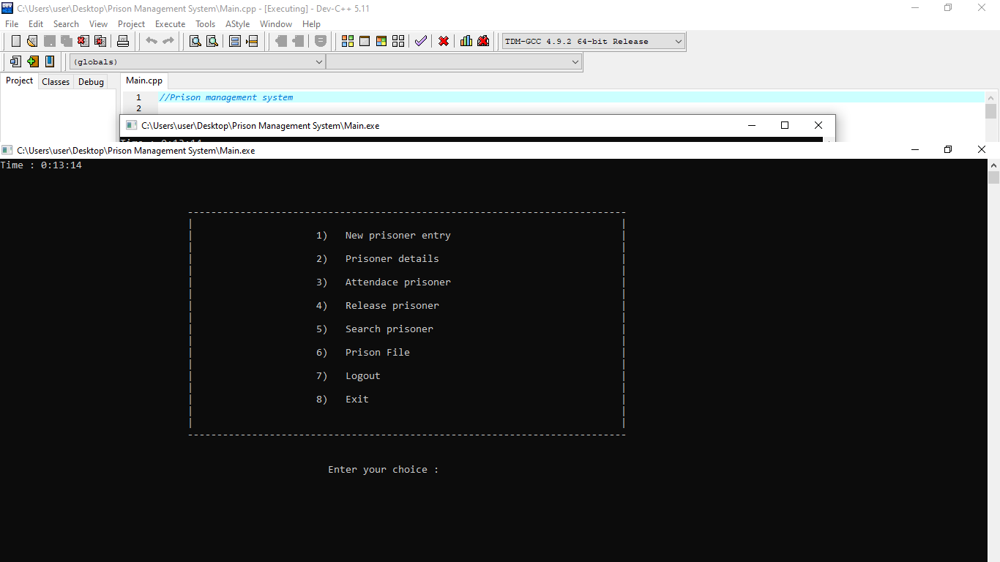 C:\Users\user\Desktop\Prison Management System\Main.cpp - [Executing] - Dev-C++ 5.11
File Edit Search View Project Execute Tools AStyle Window Help
TDM-GCC 4.9.2 64-bit Release
(globals)
Project Classes Debug Main.cpp
1 //Prison management system
2
C:\Users\user\Desktop\Prison Management System\Main.exe
Time : 0:13:14
C:\Users\user\Desktop\Prison Management System\Main.exe
Time : 0:13:14
1) New prisoner entry
2) Prisoner details
3) Attendace prisoner
4) Release prisoner
5) Search prisoner
6) Prison File
7) Logout
8) Exit
Enter your choice :